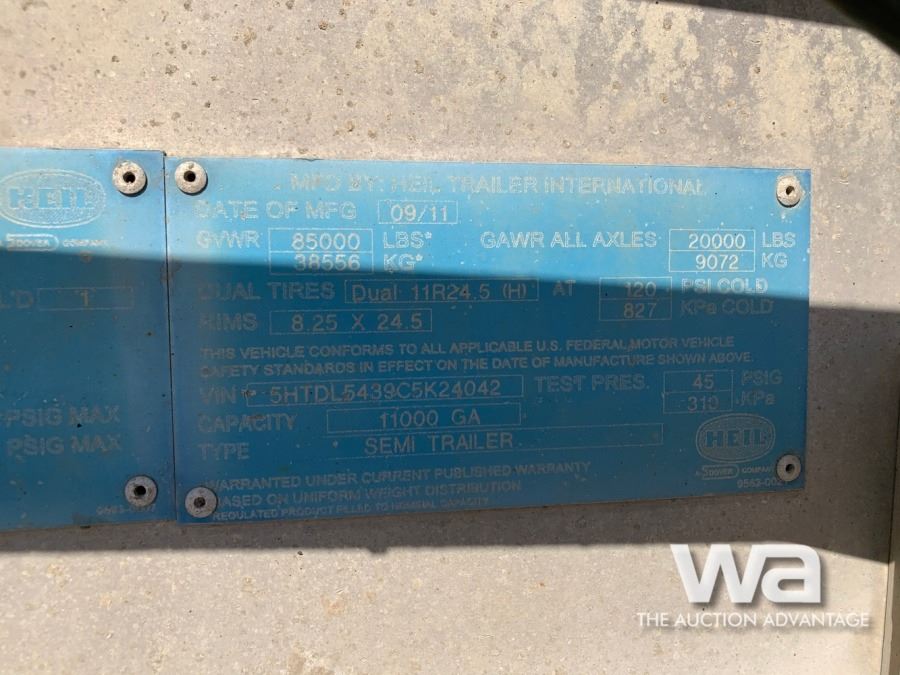 HEIL
DOVER COMPANY
L'D 1
PSIG MAX
PSIG MAX
MFD BY: HEIL TRAILER INTERNATIONAL
DATE OF MFG 09/11
GVWR 85000 LBS* GAWR ALL AXLES 20000 LBS
38556 KG* 9072 KG
DUAL TIRES Dual 11R24.5 (H) AT 120 PSI COLD
827 KPa COLD
RIMS 8.25 X 24.5
THIS VEHICLE CONFORMS TO ALL APPLICABLE U.S. FEDERAL MOTOR VEHICLE
SAFETY STANDARDS IN EFFECT ON THE DATE OF MANUFACTURE SHOWN ABOVE.
VIN 5HTDL5439C5K24042 TEST PRES. 45 PSIG
310 KPa
CAPACITY 11000 GA
TYPE SEMI TRAILER
HEIL
A DOVER COMPANY
WARRANTED UNDER CURRENT PUBLISHED WARRANTY
*BASED ON UNIFORM WEIGHT DISTRIBUTION
REGULATED PRODUCT FILLED TO NOMINAL CAPACITY
wa
THE AUCTION ADVANTAGE